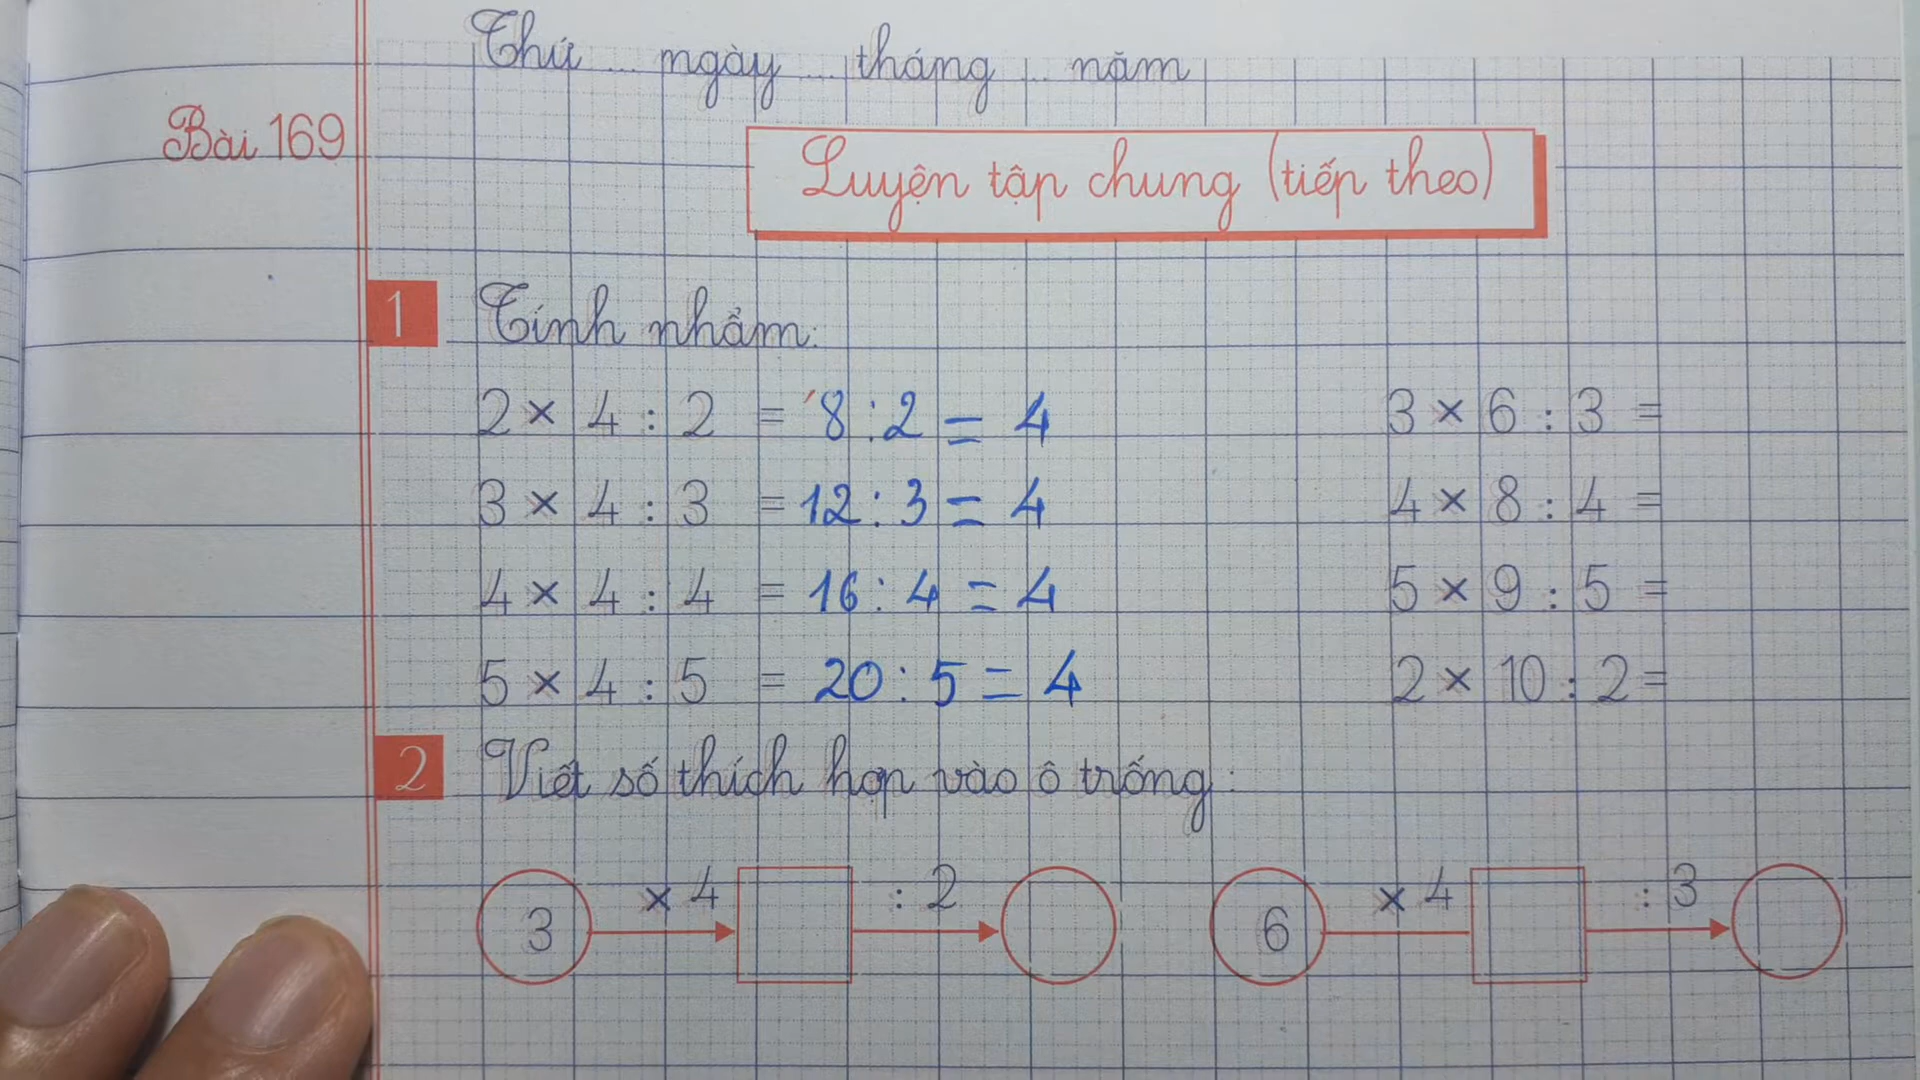 Thứ ... ngày ... tháng ... năm
Bài 169
Luyện tập chung (tiếp theo)
1 Tính nhẩm:
2 × 4 : 2 = 8 : 2 = 4
3 × 6 : 3 =
3 × 4 : 3 = 12 : 3 = 4
4 × 8 : 4 =
4 × 4 : 4 = 16 : 4 = 4
5 × 9 : 5 =
5 × 4 : 5 = 20 : 5 = 4
2 × 10 : 2 =
2 Viết số thích hợp vào ô trống:
3 × 4 : 2
6 × 4 : 3